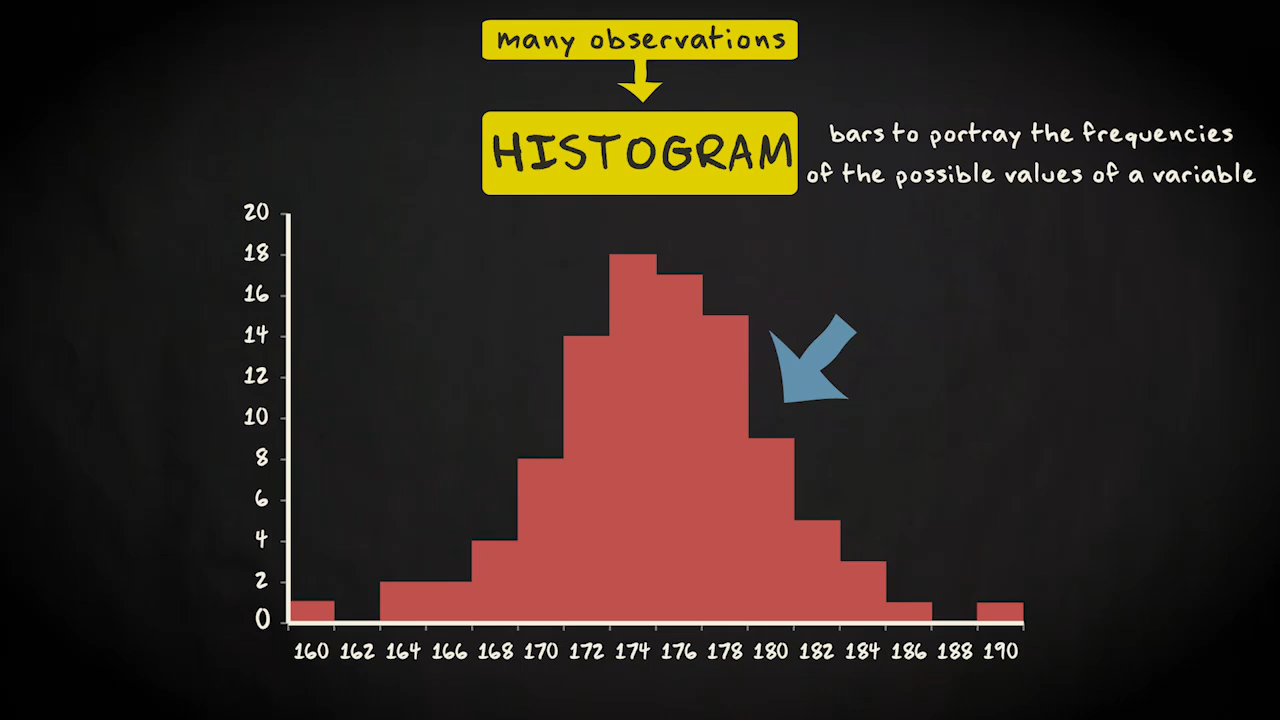 many observations
HISTOGRAM
bars to portray the frequencies
of the possible values of a variable
20
18
16
14
12
10
8
6
4
2
0
160 162 164 166 168 170 172 174 176 178 180 182 184 186 188 190